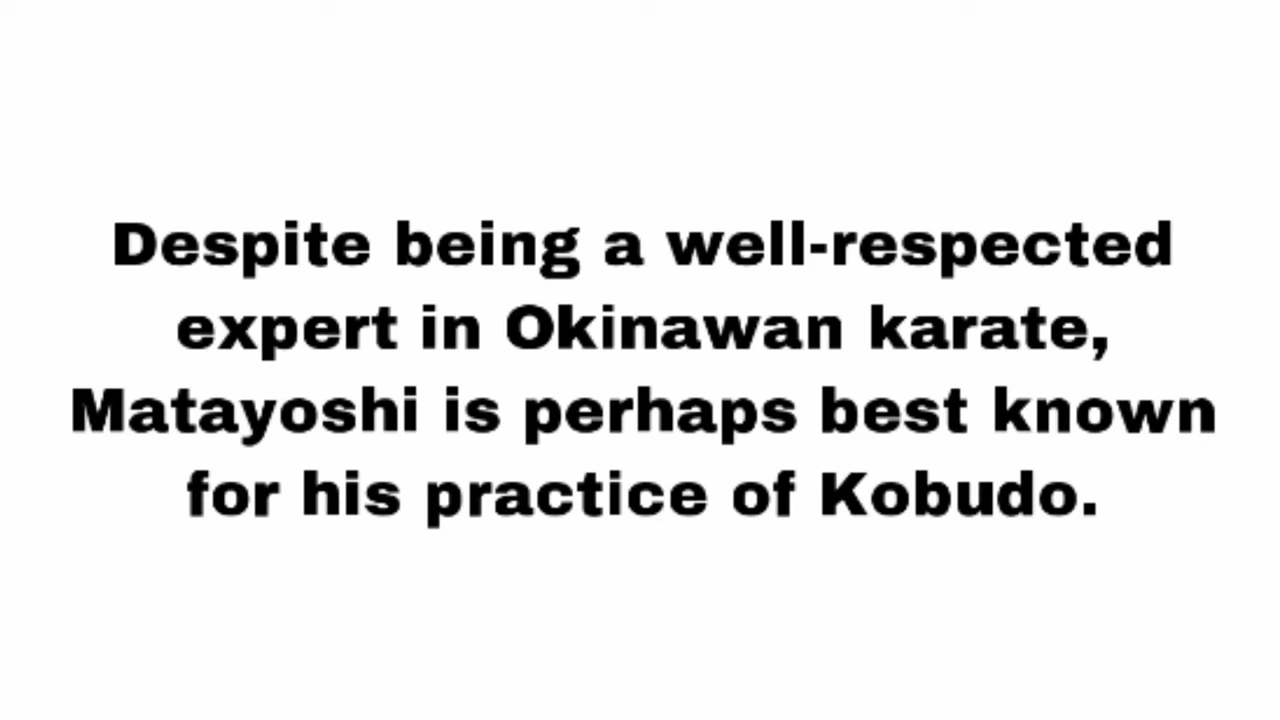 Despite being a well-respected
expert in Okinawan karate,
Matayoshi is perhaps best known
for his practice of Kobudo.